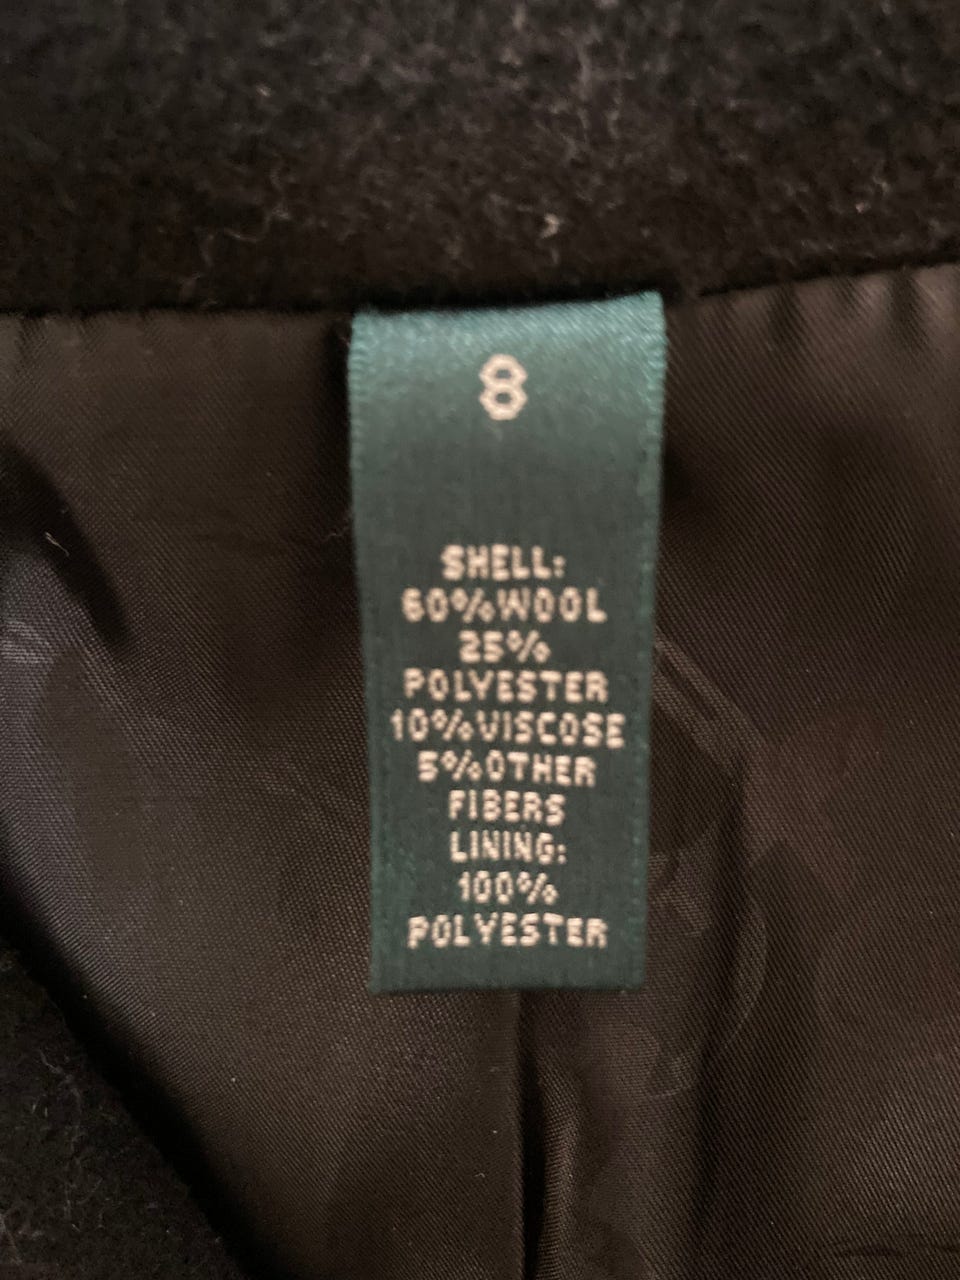 8
SHELL:
60%WOOL
25%
POLYESTER
10%VISCOSE
5%OTHER
FIBERS
LINING:
100%
POLYESTER